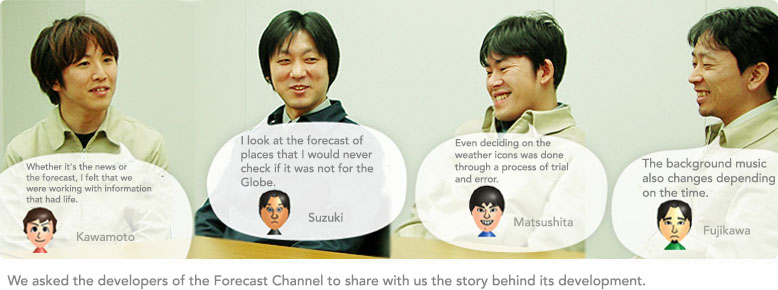 Whether it's the news or
the forecast, I felt that we
were working with information
that had life.
Kawamoto
I look at the forecast of
places that I would never
check if it was not for the
Globe.
Suzuki
Even deciding on the
weather icons was done
through a process of trial
and error.
Matsushita
The background music
also changes depending
on the time.
Fujikawa
We asked the developers of the Forecast Channel to share with us the story behind its development.